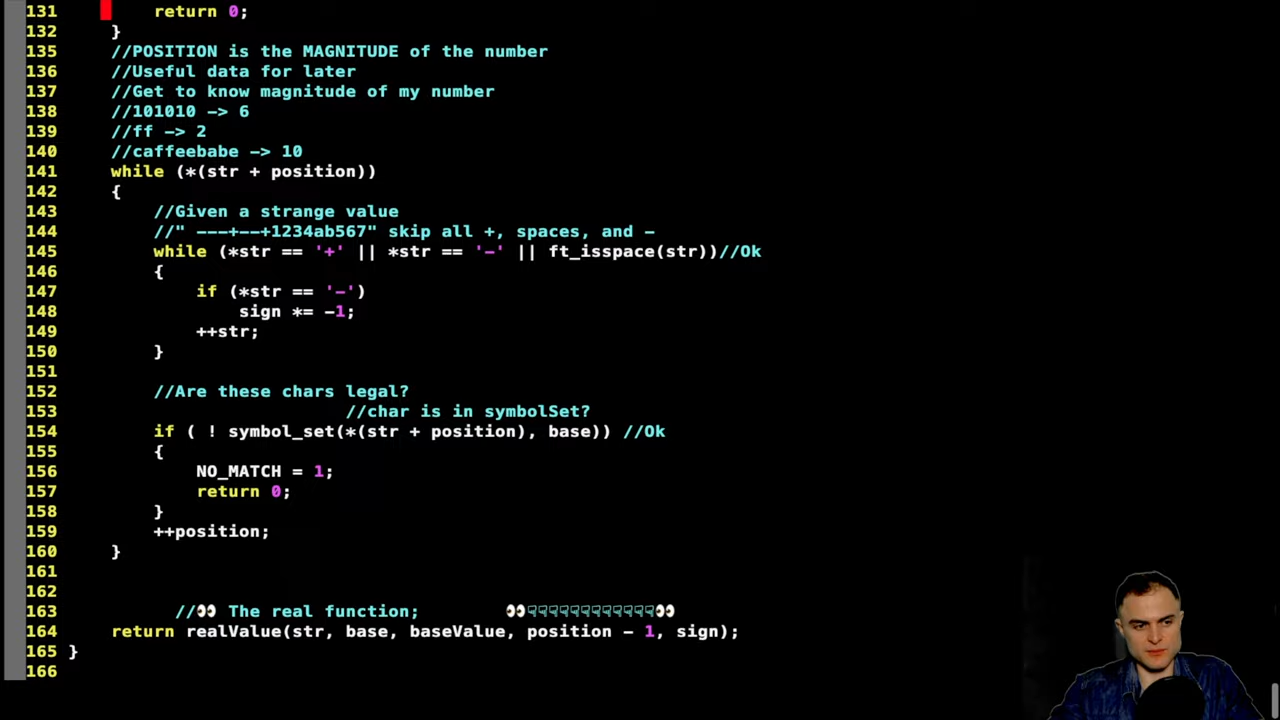 131         return 0;
132     }
135     //POSITION is the MAGNITUDE of the number
136     //Useful data for later
137     //Get to know magnitude of my number
138     //101010 -> 6
139     //ff -> 2
140     //caffeebabe -> 10
141     while (*(str + position))
142     {
143         //Given a strange value
144         //" ---+--+1234ab567" skip all +, spaces, and -
145         while (*str == '+' || *str == '-' || ft_isspace(str))//Ok
146         {
147             if (*str == '-')
148                 sign *= -1;
149             ++str;
150         }
151
152         //Are these chars legal?
153                           //char is in symbolSet?
154         if ( ! symbol_set(*(str + position), base)) //Ok
155         {
156             NO_MATCH = 1;
157             return 0;
158         }
159         ++position;
160     }
161
162
163           //👀 The real function;        👀☟☟☟☟☟☟☟☟☟☟☟☟👀
164     return realValue(str, base, baseValue, position - 1, sign);
165 }
166